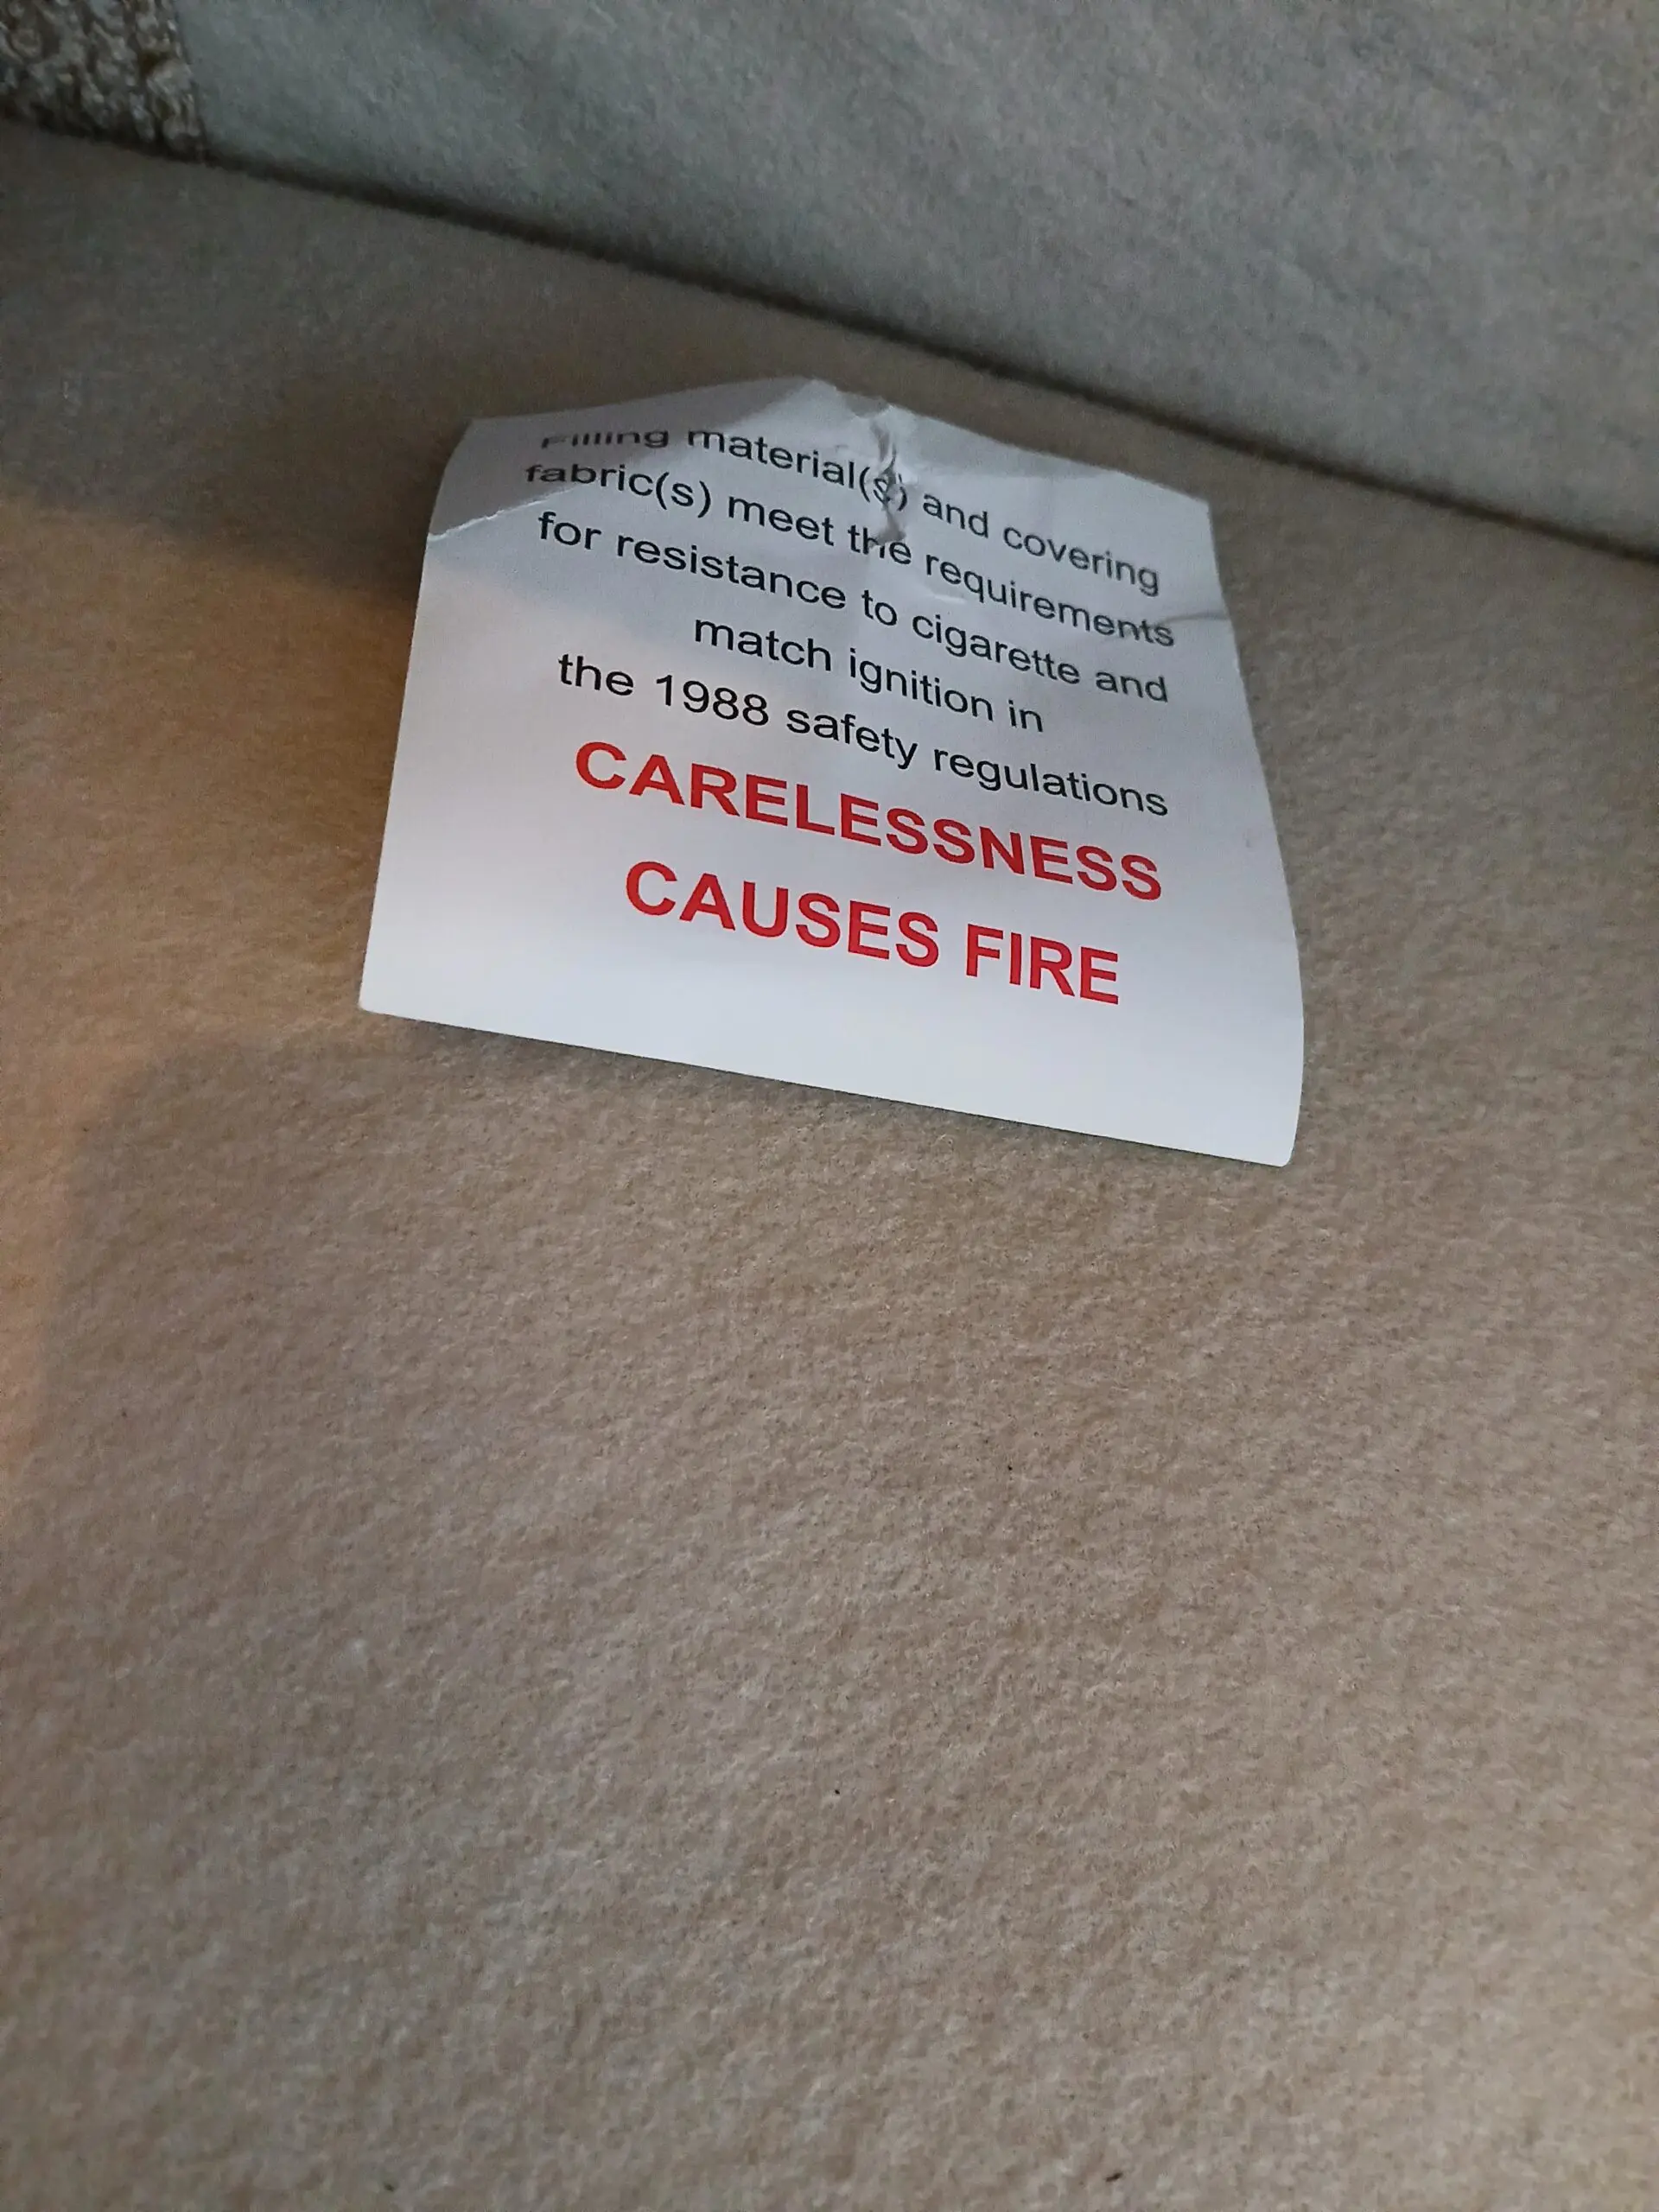 Filling material(s) and covering
fabric(s) meet the requirements
for resistance to cigarette and
match ignition in
the 1988 safety regulations
CARELESSNESS
CAUSES FIRE